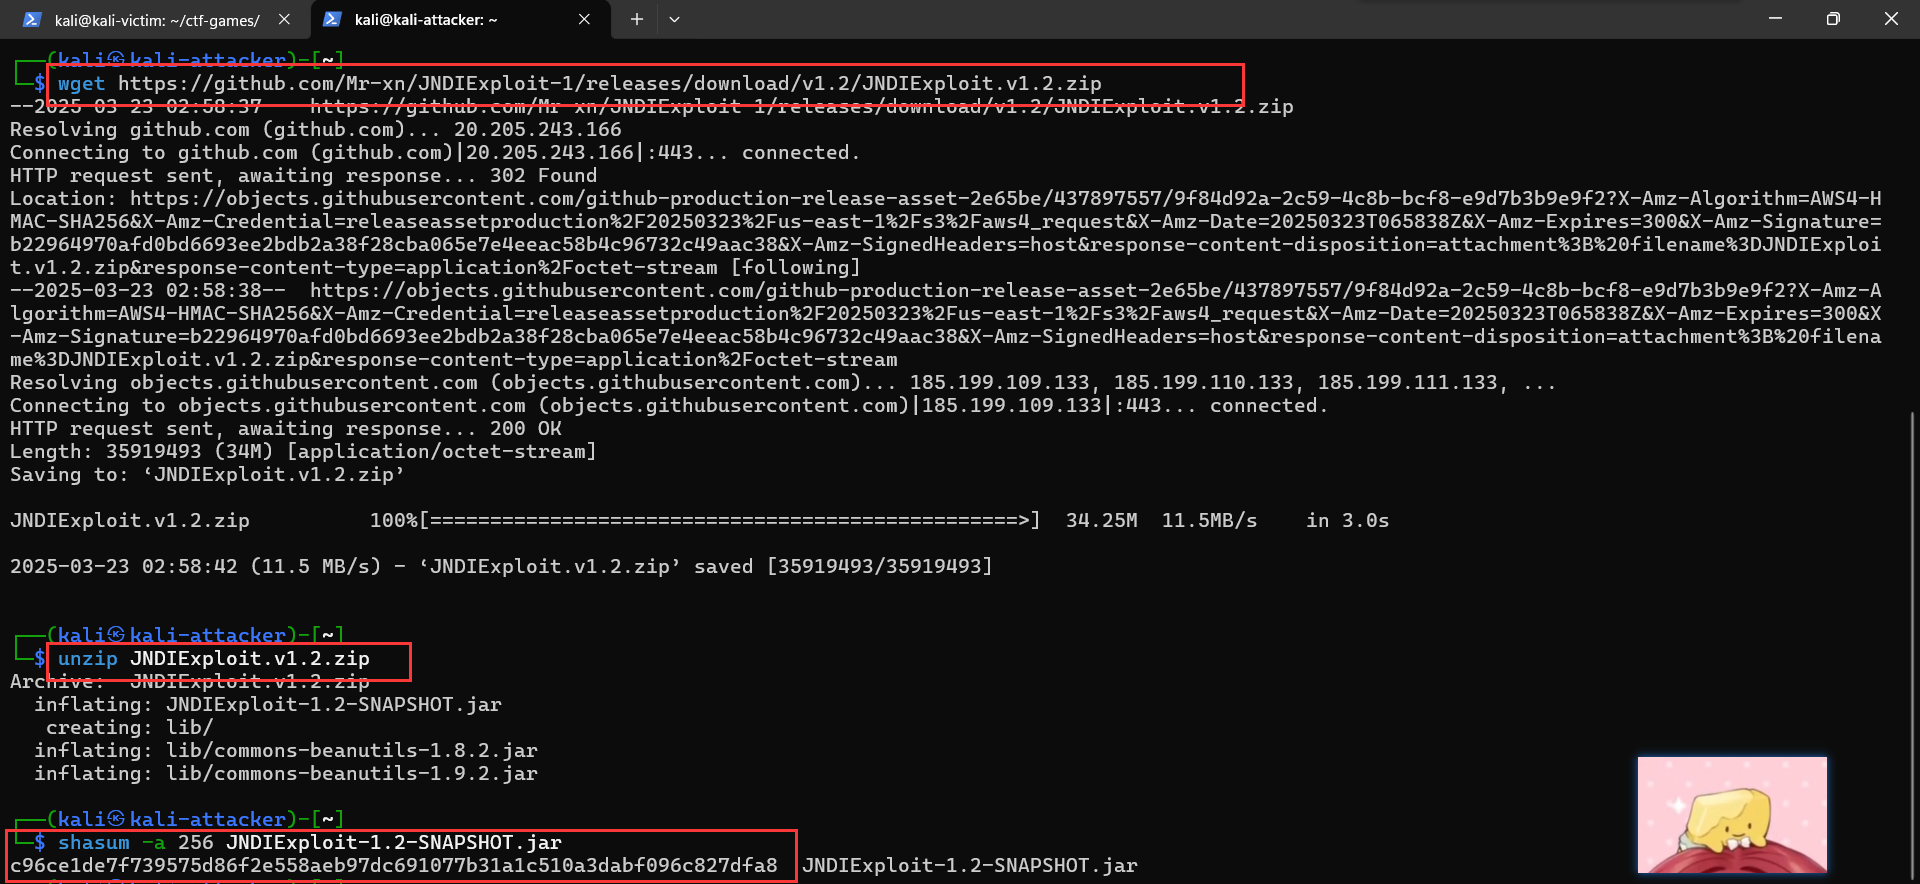 kali@kali-victim: ~/ctf-games/
kali@kali-attacker: ~
(kali㉿kali-attacker)-[~]
$ wget https://github.com/Mr-xn/JNDIExploit-1/releases/download/v1.2/JNDIExploit.v1.2.zip
--2025-03-23 02:58:37-- https://github.com/Mr-xn/JNDIExploit-1/releases/download/v1.2/JNDIExploit.v1.2.zip
Resolving github.com (github.com)... 20.205.243.166
Connecting to github.com (github.com)|20.205.243.166|:443... connected.
HTTP request sent, awaiting response... 302 Found
Location: https://objects.githubusercontent.com/github-production-release-asset-2e65be/437897557/9f84d92a-2c59-4c8b-bcf8-e9d7b3b9e9f2?X-Amz-Algorithm=AWS4-H
MAC-SHA256&X-Amz-Credential=releaseassetproduction%2F20250323%2Fus-east-1%2Fs3%2Faws4_request&X-Amz-Date=20250323T065838Z&X-Amz-Expires=300&X-Amz-Signature=
b22964970afd0bd6693ee2bdb2a38f28cba065e7e4eeac58b4c96732c49aac38&X-Amz-SignedHeaders=host&response-content-disposition=attachment%3B%20filename%3DJNDIExploi
t.v1.2.zip&response-content-type=application%2Foctet-stream [following]
--2025-03-23 02:58:38-- https://objects.githubusercontent.com/github-production-release-asset-2e65be/437897557/9f84d92a-2c59-4c8b-bcf8-e9d7b3b9e9f2?X-Amz-A
lgorithm=AWS4-HMAC-SHA256&X-Amz-Credential=releaseassetproduction%2F20250323%2Fus-east-1%2Fs3%2Faws4_request&X-Amz-Date=20250323T065838Z&X-Amz-Expires=300&X
-Amz-Signature=b22964970afd0bd6693ee2bdb2a38f28cba065e7e4eeac58b4c96732c49aac38&X-Amz-SignedHeaders=host&response-content-disposition=attachment%3B%20filena
me%3DJNDIExploit.v1.2.zip&response-content-type=application%2Foctet-stream
Resolving objects.githubusercontent.com (objects.githubusercontent.com)... 185.199.109.133, 185.199.110.133, 185.199.111.133, ...
Connecting to objects.githubusercontent.com (objects.githubusercontent.com)|185.199.109.133|:443... connected.
HTTP request sent, awaiting response... 200 OK
Length: 35919493 (34M) [application/octet-stream]
Saving to: ‘JNDIExploit.v1.2.zip’
JNDIExploit.v1.2.zip 100%[=================================================>] 34.25M 11.5MB/s in 3.0s
2025-03-23 02:58:42 (11.5 MB/s) - ‘JNDIExploit.v1.2.zip’ saved [35919493/35919493]
(kali㉿kali-attacker)-[~]
$ unzip JNDIExploit.v1.2.zip
Archive: JNDIExploit.v1.2.zip
inflating: JNDIExploit-1.2-SNAPSHOT.jar
creating: lib/
inflating: lib/commons-beanutils-1.8.2.jar
inflating: lib/commons-beanutils-1.9.2.jar
(kali㉿kali-attacker)-[~]
$ shasum -a 256 JNDIExploit-1.2-SNAPSHOT.jar
c96ce1de7f739575d86f2e558aeb97dc691077b31a1c510a3dabf096c827dfa8 JNDIExploit-1.2-SNAPSHOT.jar